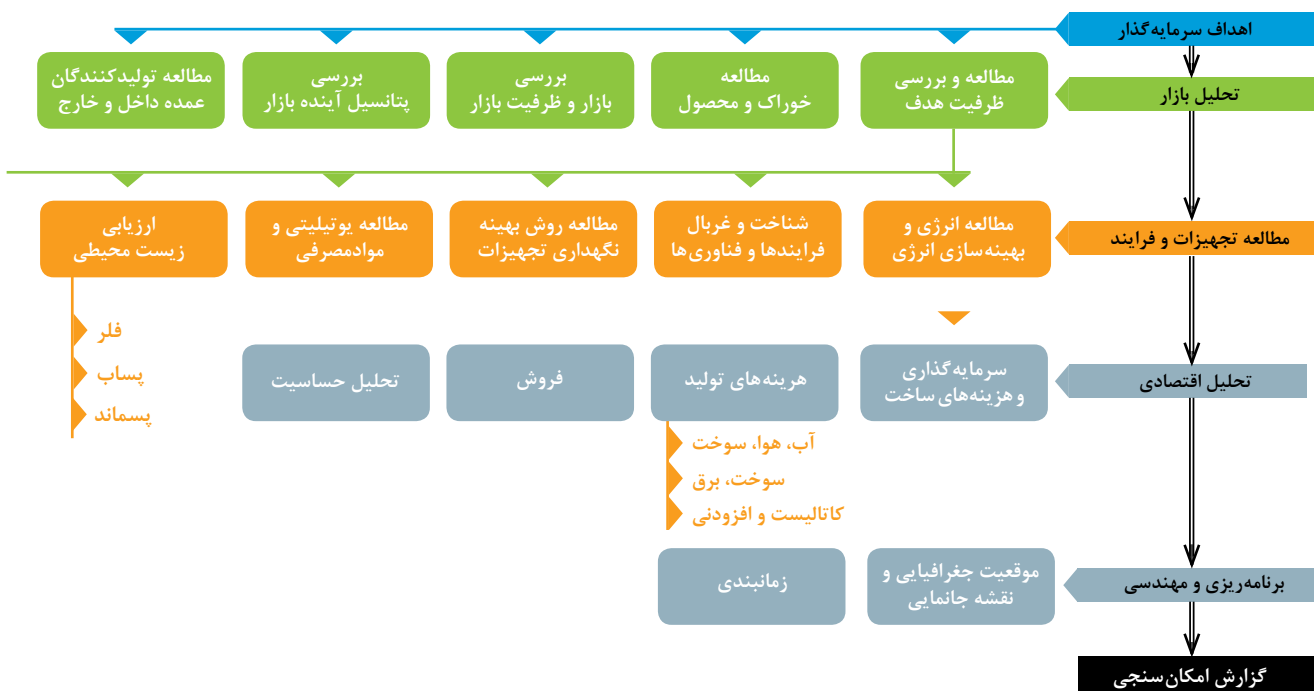 اهداف سرمایه‌گذار
تحلیل بازار
مطالعه و بررسی
ظرفیت هدف
مطالعه
خوراک و محصول
بررسی
بازار و ظرفیت بازار
بررسی
پتانسیل آینده بازار
مطالعه تولیدکنندگان
عمده داخل و خارج
مطالعه تجهیزات و فرایند
مطالعه انرژی و
بهینه‌سازی انرژی
شناخت و غربال
فرایندها و فناوری‌ها
مطالعه روش بهینه
نگهداری تجهیزات
مطالعه یوتیلیتی و
موادمصرفی
ارزیابی
زیست محیطی
فلر
پساب
پسماند
تحلیل اقتصادی
سرمایه‌گذاری
و هزینه‌های ساخت
هرینه‌های تولید
فروش
تحلیل حساسیت
آب، هوا، سوخت
سوخت، برق
کاتالیست و افزودنی
برنامه‌ریزی و مهندسی
موقعیت جغرافیایی و
نقشه جانمایی
زمانبندی
گزارش امکان‌سنجی